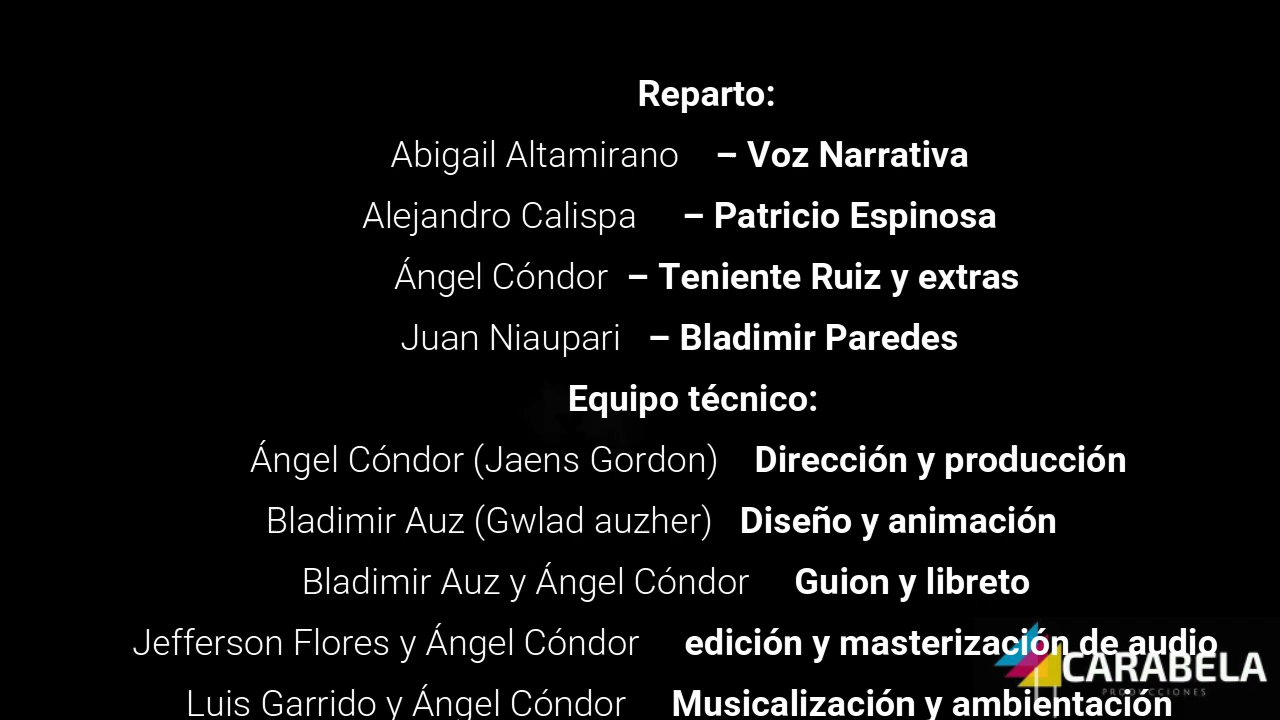 Reparto:
Abigail Altamirano – Voz Narrativa
Alejandro Calispa – Patricio Espinosa
Ángel Cóndor – Teniente Ruiz y extras
Juan Niaupari – Bladimir Paredes
Equipo técnico:
Ángel Cóndor (Jaens Gordon) Dirección y producción
Bladimir Auz (Gwlad auzher) Diseño y animación
Bladimir Auz y Ángel Cóndor Guion y libreto
Jefferson Flores y Ángel Cóndor edición y masterización de audio
CARABELA
PRODUCCIONES
Luis Garrido y Ángel Cóndor Musicalización y ambientación